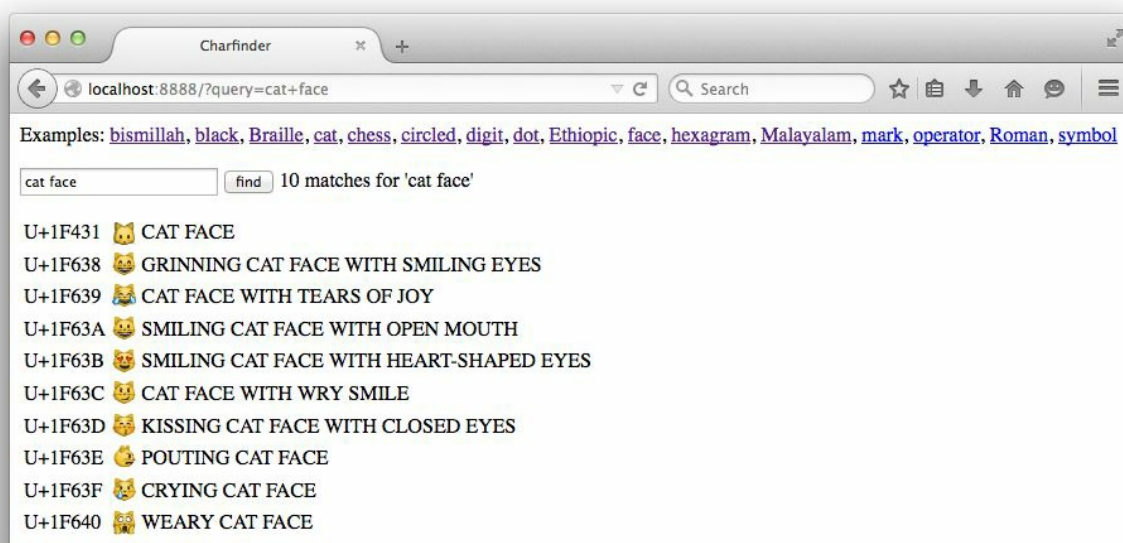 Charfinder
localhost:8888/?query=cat+face
Search
Examples: bismillah, black, Braille, cat, chess, circled, digit, dot, Ethiopic, face, hexagram, Malayalam, mark, operator, Roman, symbol
cat face find 10 matches for 'cat face'
U+1F431 🐱 CAT FACE
U+1F638 😸 GRINNING CAT FACE WITH SMILING EYES
U+1F639 😹 CAT FACE WITH TEARS OF JOY
U+1F63A 😺 SMILING CAT FACE WITH OPEN MOUTH
U+1F63B 😻 SMILING CAT FACE WITH HEART-SHAPED EYES
U+1F63C 😼 CAT FACE WITH WRY SMILE
U+1F63D 😽 KISSING CAT FACE WITH CLOSED EYES
U+1F63E 😾 POUTING CAT FACE
U+1F63F 😿 CRYING CAT FACE
U+1F640 🙀 WEARY CAT FACE